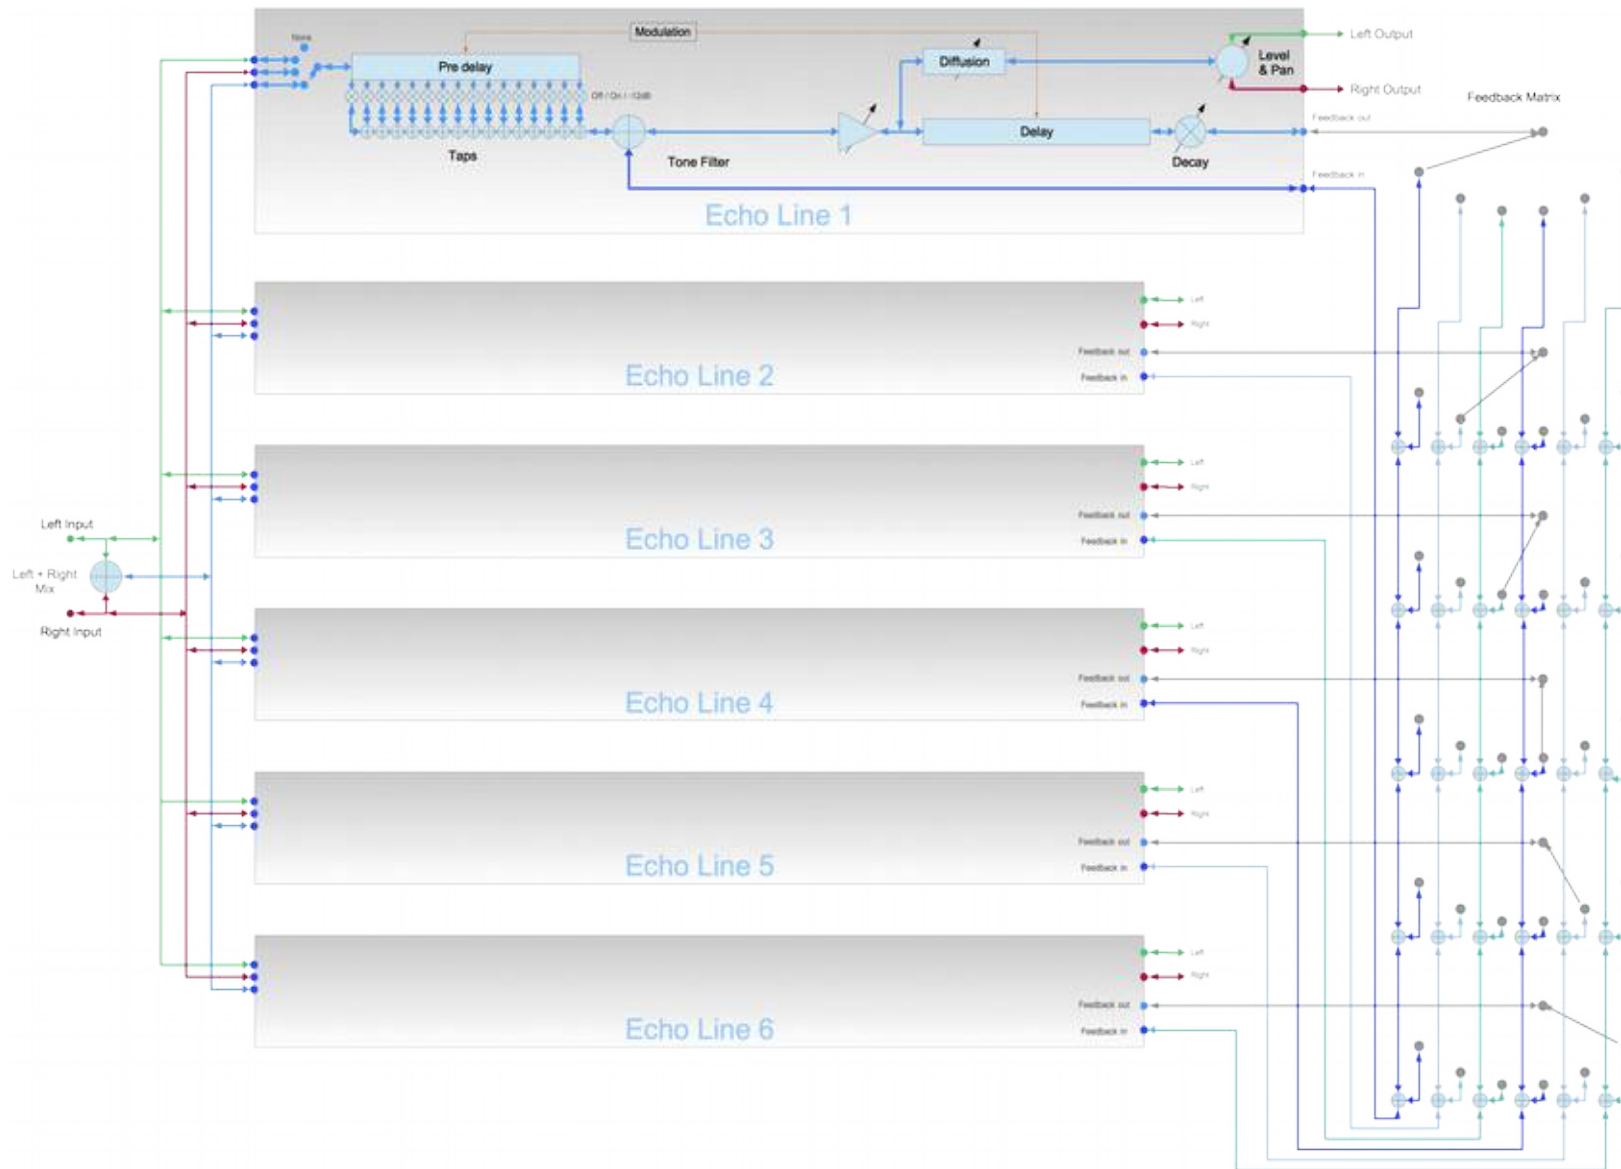 None
Modulation
Pre delay
Off / On / -12dB
Taps
Tone Filter
Diffusion
Delay
Decay
Level
& Pan
Left Output
Right Output
Feedback Matrix
Feedback out
Feedback in
Echo Line 1
Left
Right
Feedback out
Feedback in
Echo Line 2
Left
Right
Feedback out
Feedback in
Echo Line 3
Left Input
Left + Right
Mix
Right Input
Left
Right
Feedback out
Feedback in
Echo Line 4
Left
Right
Feedback out
Feedback in
Echo Line 5
Left
Right
Feedback out
Feedback in
Echo Line 6